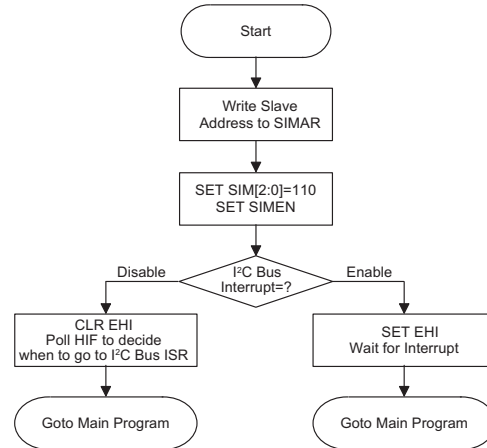 Start
Write Slave
Address to SIMAR
SET SIM[2:0]=110
SET SIMEN
I²C Bus
Interrupt=?
Disable
Enable
CLR EHI
Poll HIF to decide
when to go to I²C Bus ISR
SET EHI
Wait for Interrupt
Goto Main Program
Goto Main Program